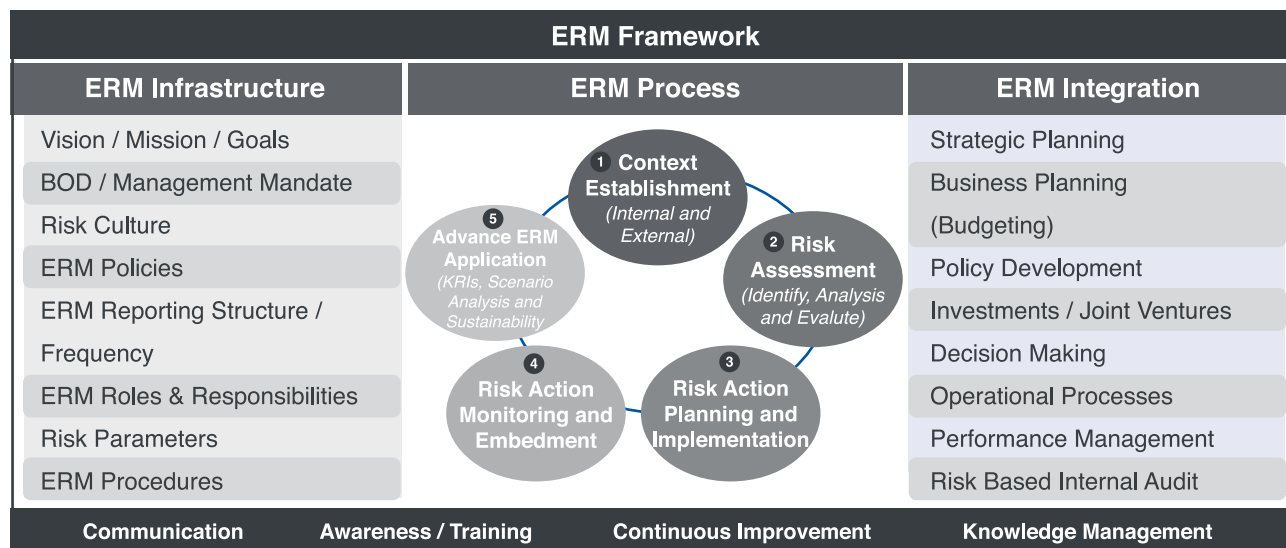 ERM Framework
ERM Infrastructure
Vision / Mission / Goals
BOD / Management Mandate
Risk Culture
ERM Policies
ERM Reporting Structure /
Frequency
ERM Roles & Responsibilities
Risk Parameters
ERM Procedures
ERM Process
1 Context
Establishment
(Internal and
External)
2 Risk
Assessment
(Identify, Analysis
and Evalute)
3
Risk Action
Planning and
Implementation
4
Risk Action
Monitoring and
Embedment
5
Advance ERM
Application
(KRIs, Scenario
Analysis and
Sustainability
ERM Integration
Strategic Planning
Business Planning
(Budgeting)
Policy Development
Investments / Joint Ventures
Decision Making
Operational Processes
Performance Management
Risk Based Internal Audit
Communication Awareness / Training Continuous Improvement Knowledge Management